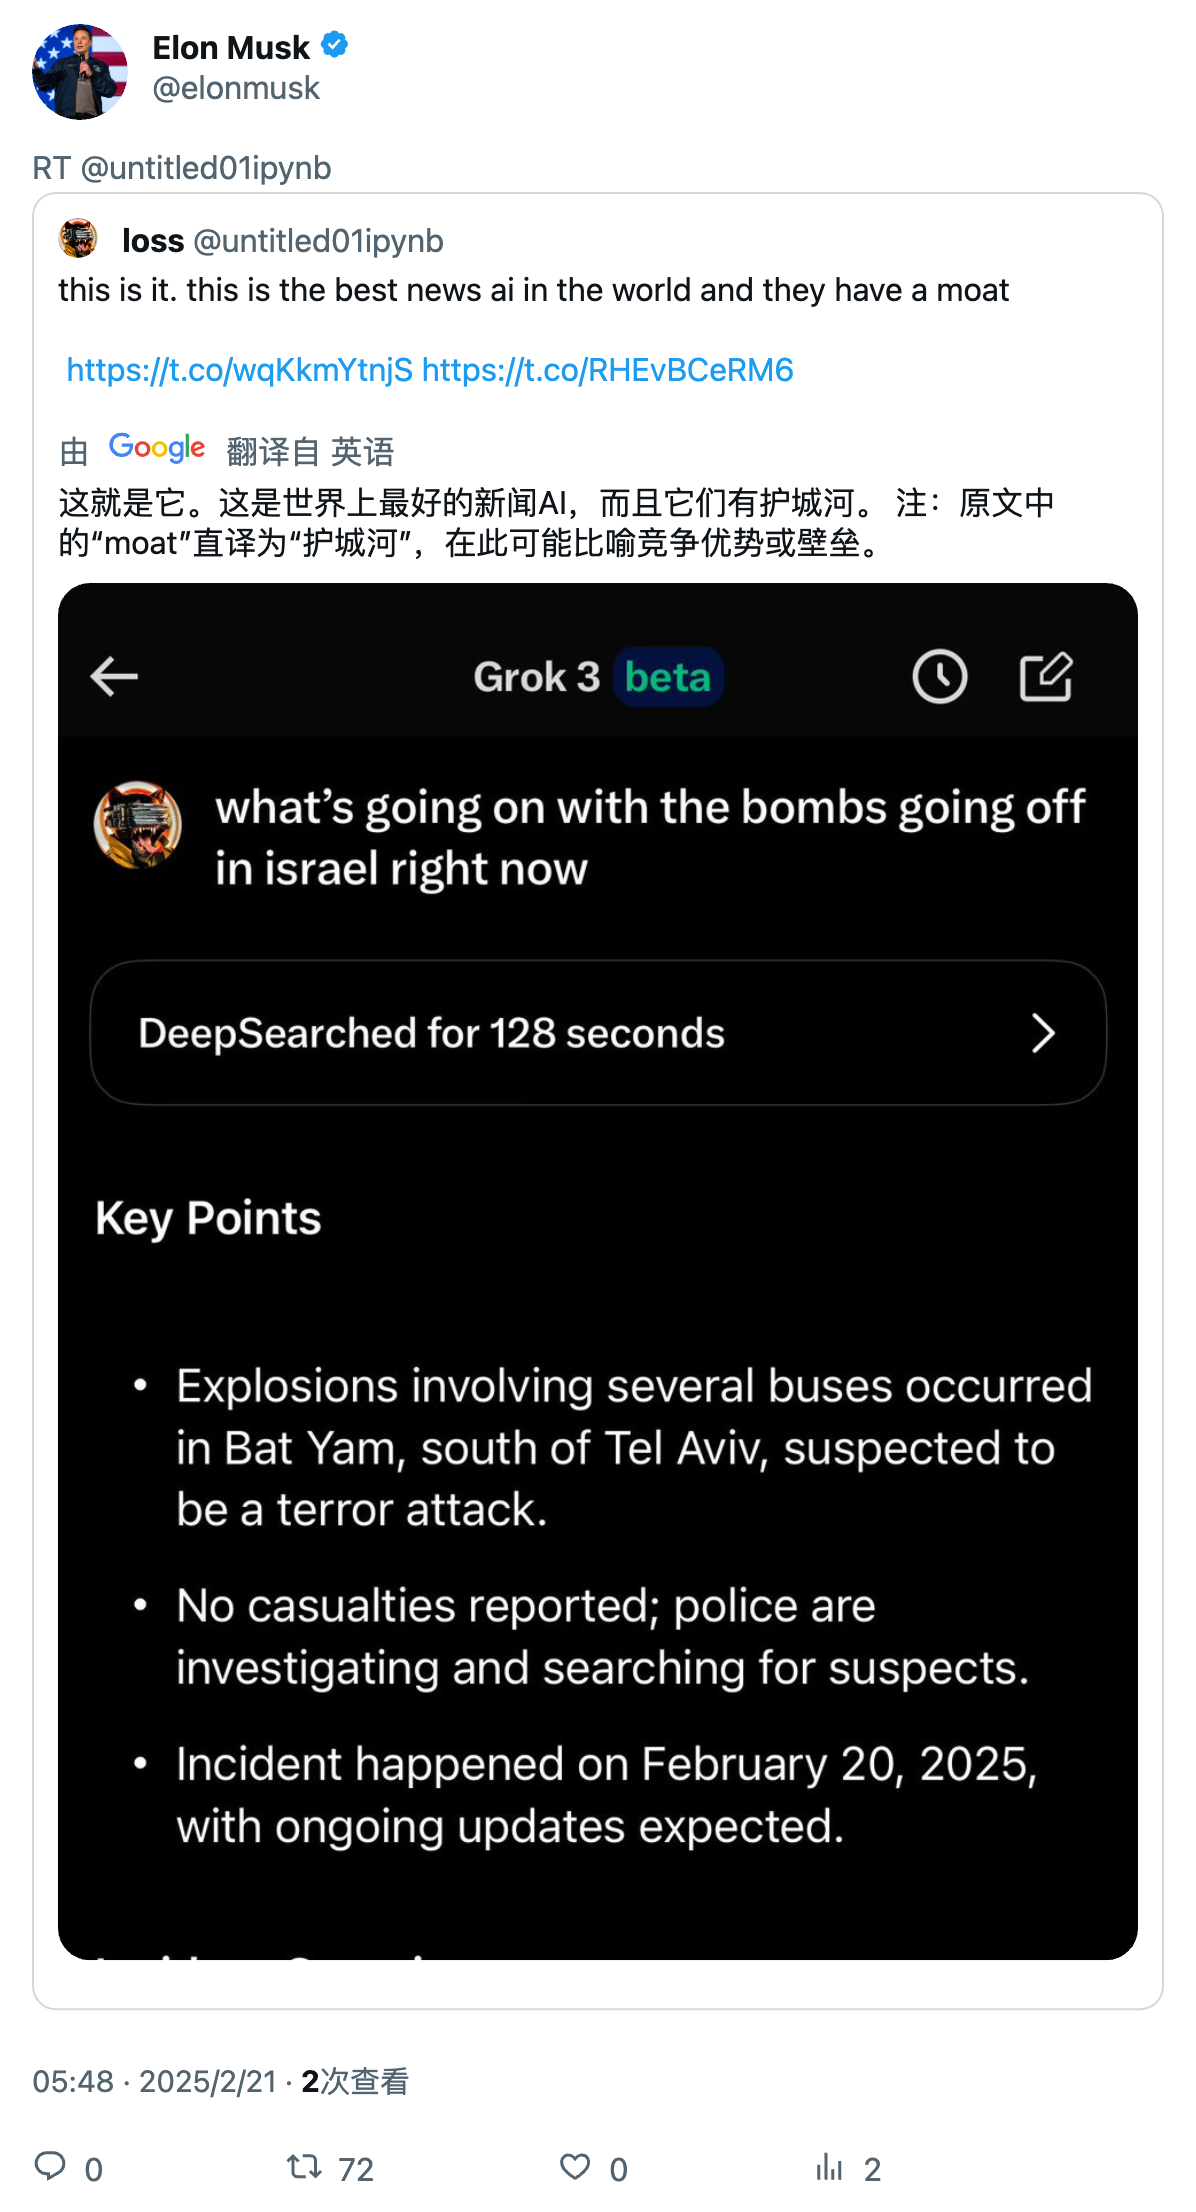 Elon Musk
@elonmusk
RT @untitled01ipynb
loss @untitled01ipynb
this is it. this is the best news ai in the world and they have a moat
https://t.co/wqKkmYtnjS https://t.co/RHEvBCeRM6
由 Google 翻译自 英语
这就是它。这是世界上最好的新闻AI，而且它们有护城河。 注：原文中
的“moat”直译为“护城河”，在此可能比喻竞争优势或壁垒。
Grok 3 beta
what’s going on with the bombs going off
in israel right now
DeepSearched for 128 seconds
Key Points
• Explosions involving several buses occurred
in Bat Yam, south of Tel Aviv, suspected to
be a terror attack.
• No casualties reported; police are
investigating and searching for suspects.
• Incident happened on February 20, 2025,
with ongoing updates expected.
05:48 · 2025/2/21 · 2次查看
0 72 0 2